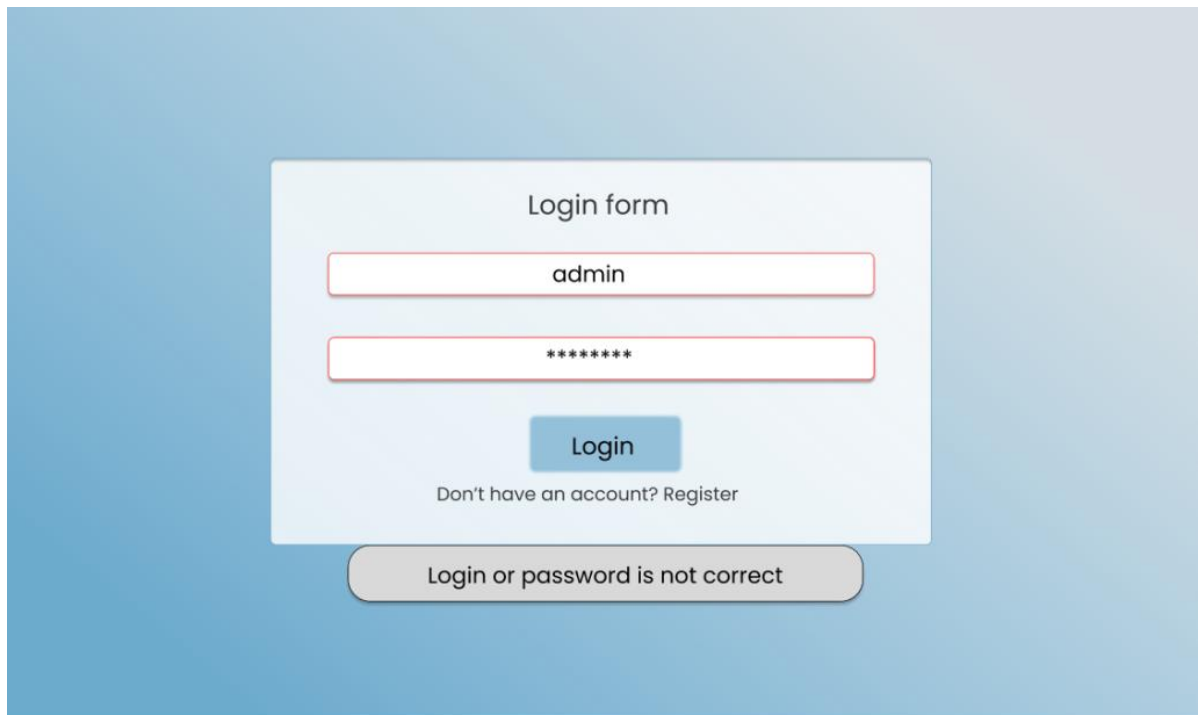 Login form
admin
********
Login
Don't have an account? Register
Login or password is not correct